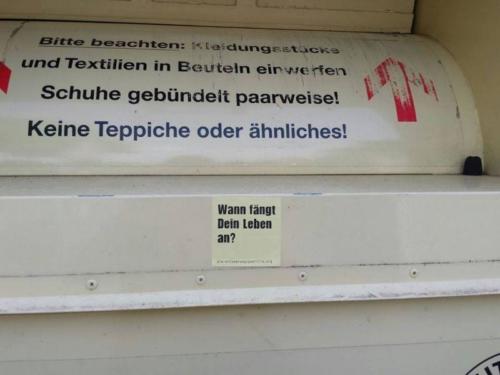 Bitte beachten: Kleidungsstücke
und Textilien in Beuteln einwerfen
Schuhe gebündelt paarweise!
Keine Teppiche oder ähnliches!
Wann fängt
Dein Leben
an?